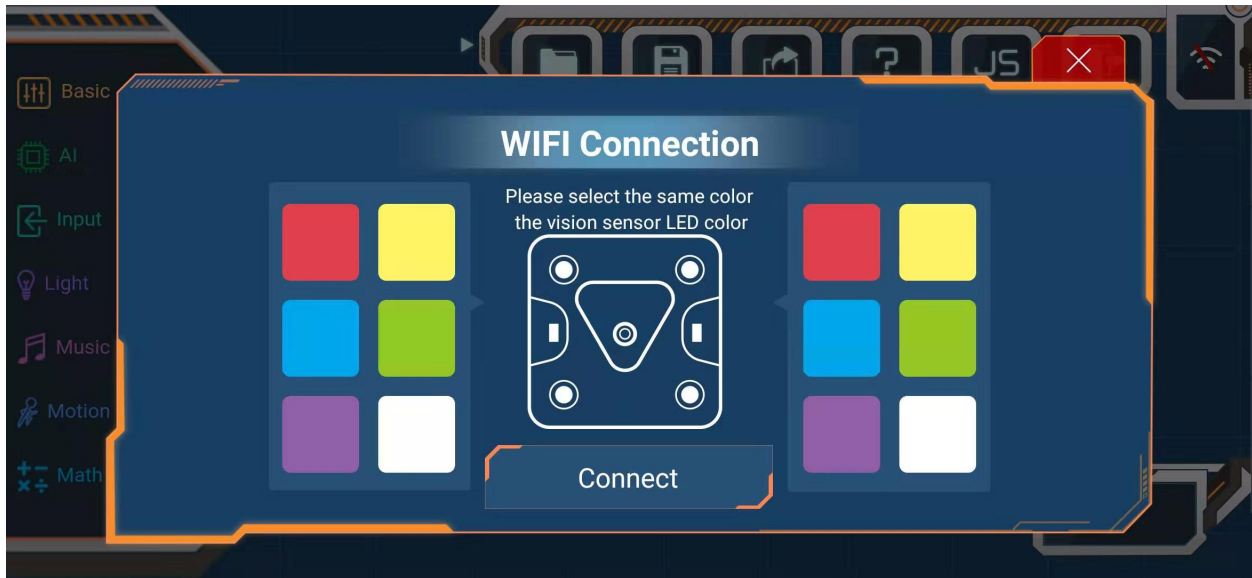 ?
JS
Basic
AI
Input
Light
Music
Motion
Math
WIFI Connection
Please select the same color
the vision sensor LED color
Connect